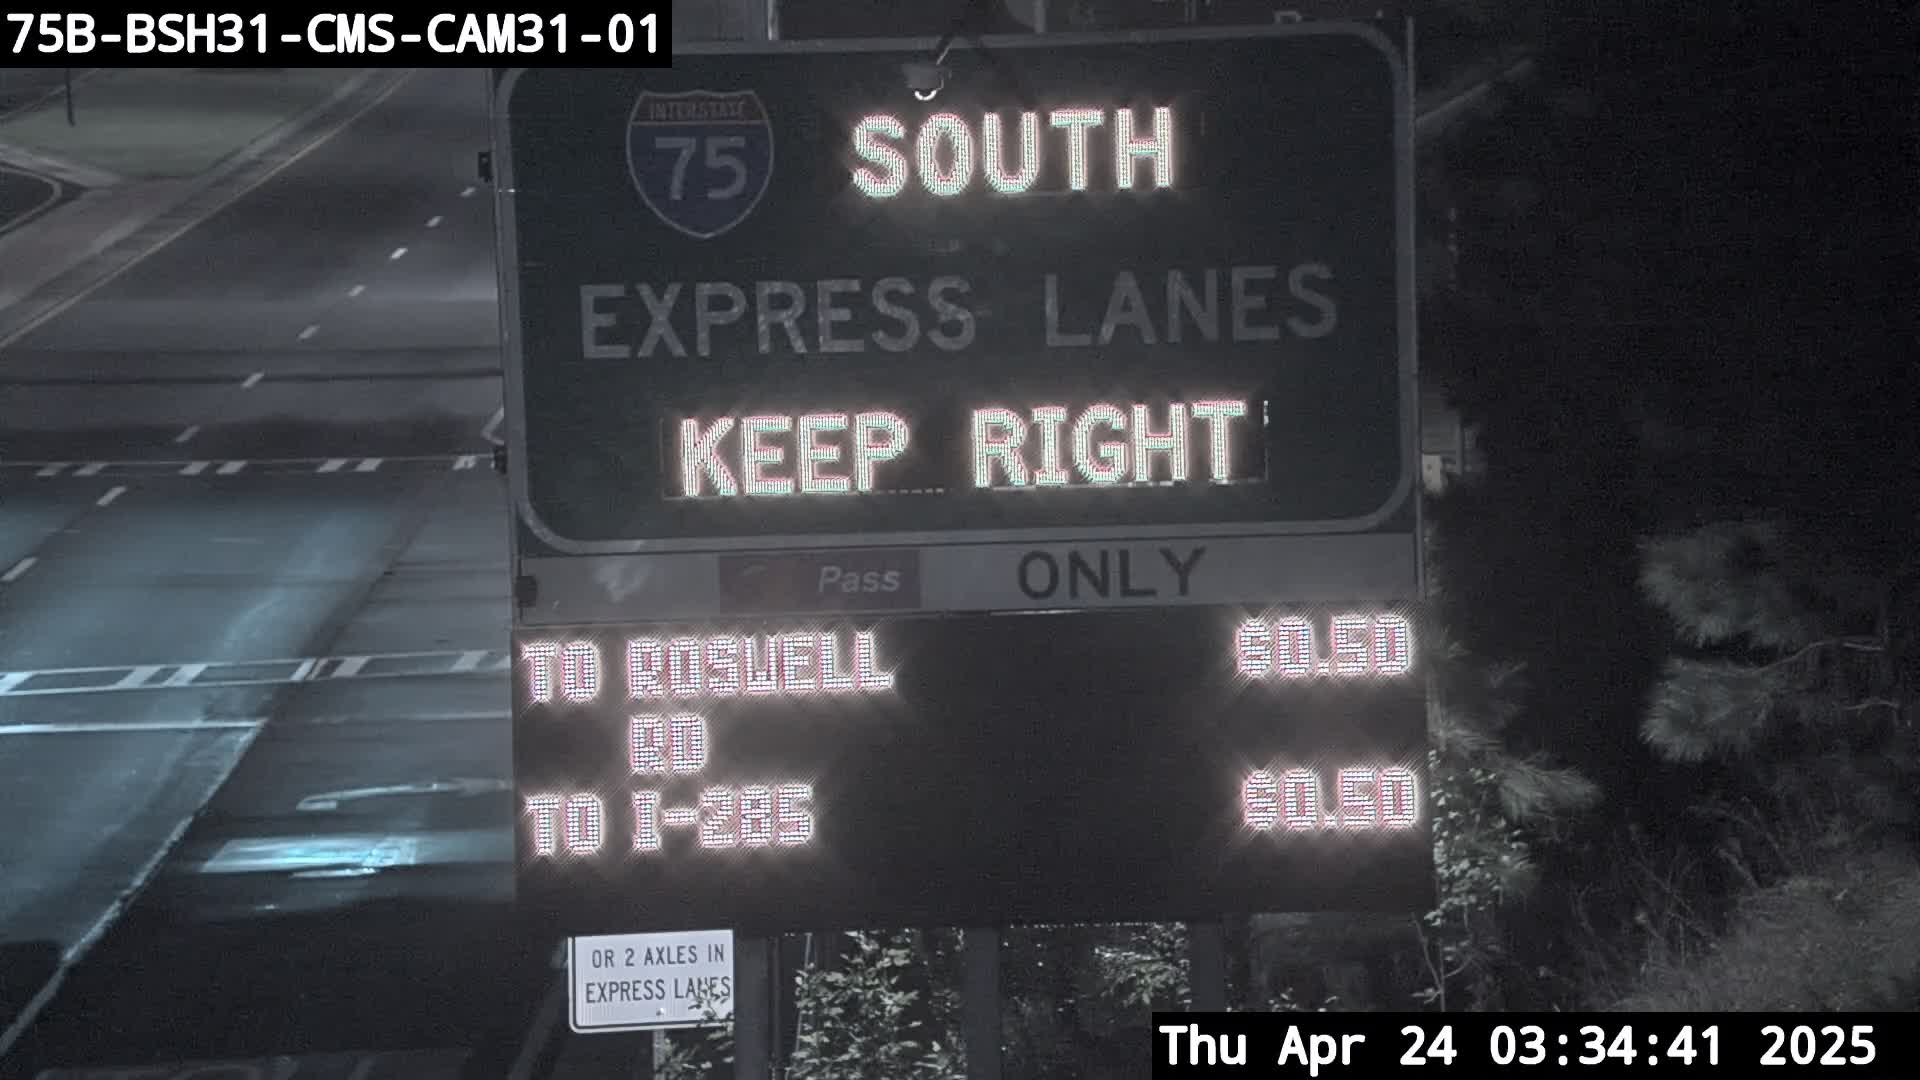 75B-BSH31-CMS-CAM31-01
INTERSTATE
75
SOUTH
EXPRESS LANES
KEEP RIGHT
Pass ONLY
TO ROSWELL $0.50
RD
TO I-285 $0.50
OR 2 AXLES IN
EXPRESS LANES
Thu Apr 24 03:34:41 2025